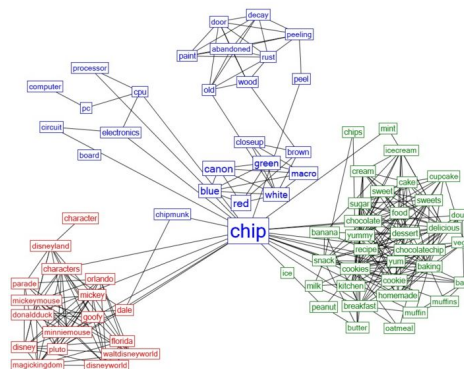 door
decay
peeling
abandoned
paint
rust
old
wood
peel
processor
computer
cpu
pc
circuit
electronics
board
closeup
brown
canon
green
macro
blue
red
white
chipmunk
chip
chips
mint
icecream
cream
cake
cupcake
sweet
sugar
sweets
food
chocolate
delicious
banana
yummy
dessert
recipe
chocolatechip
snack
cookies
yum
baking
ice
milk
kitchen
cookie
homemade
peanut
breakfast
muffins
muffin
butter
oatmeal
character
disneyland
characters
orlando
parade
mickey
mickeymouse
donaldduck
goofy
dale
minniemouse
florida
disney
pluto
waltdisneyworld
magickingdom
disneyworld